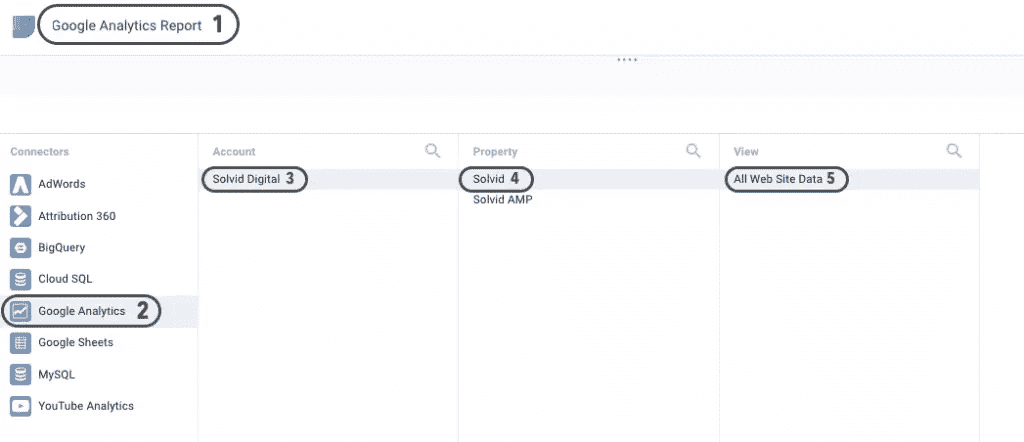 Google Analytics Report 1
Connectors
AdWords
Attribution 360
BigQuery
Cloud SQL
Google Analytics 2
Google Sheets
MySQL
YouTube Analytics
Account
Solvid Digital 3
Property
Solvid 4
Solvid AMP
View
All Web Site Data 5